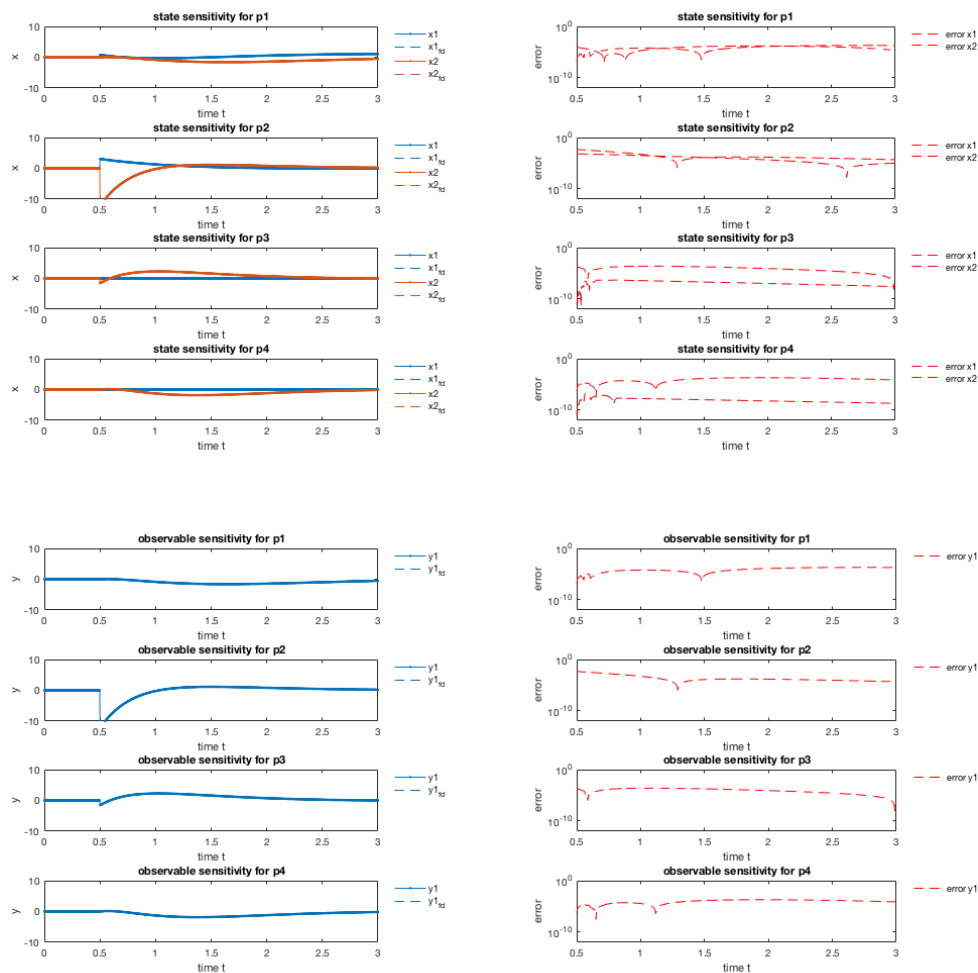 state sensitivity for p1
10
0
-10
x
0 0.5 1 1.5 2 2.5 3
time t
x1
x1fd
x2
x2fd
state sensitivity for p1
10^0
10^-10
error
0.5 1 1.5 2 2.5 3
time t
error x1
error x2
state sensitivity for p2
10
0
-10
x
0 0.5 1 1.5 2 2.5 3
time t
x1
x1fd
x2
x2fd
state sensitivity for p2
10^0
10^-10
error
0.5 1 1.5 2 2.5 3
time t
error x1
error x2
state sensitivity for p3
10
0
-10
x
0 0.5 1 1.5 2 2.5 3
time t
x1
x1fd
x2
x2fd
state sensitivity for p3
10^0
10^-10
error
0.5 1 1.5 2 2.5 3
time t
error x1
error x2
state sensitivity for p4
10
0
-10
x
0 0.5 1 1.5 2 2.5 3
time t
x1
x1fd
x2
x2fd
state sensitivity for p4
10^0
10^-10
error
0.5 1 1.5 2 2.5 3
time t
error x1
error x2
observable sensitivity for p1
10
0
-10
y
0 0.5 1 1.5 2 2.5 3
time t
y1
y1fd
observable sensitivity for p1
10^0
10^-10
error
0.5 1 1.5 2 2.5 3
time t
error y1
observable sensitivity for p2
10
0
-10
y
0 0.5 1 1.5 2 2.5 3
time t
y1
y1fd
observable sensitivity for p2
10^0
10^-10
error
0.5 1 1.5 2 2.5 3
time t
error y1
observable sensitivity for p3
10
0
-10
y
0 0.5 1 1.5 2 2.5 3
time t
y1
y1fd
observable sensitivity for p3
10^0
10^-10
error
0.5 1 1.5 2 2.5 3
time t
error y1
observable sensitivity for p4
10
0
-10
y
0 0.5 1 1.5 2 2.5 3
time t
y1
y1fd
observable sensitivity for p4
10^0
10^-10
error
0.5 1 1.5 2 2.5 3
time t
error y1